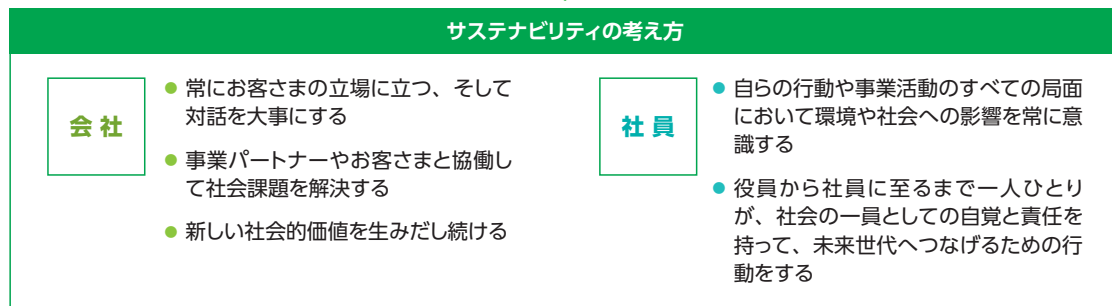 サステナビリティの考え方
会社
● 常にお客さまの立場に立つ、そして
対話を大事にする
● 事業パートナーやお客さまと協働し
て社会課題を解決する
● 新しい社会的価値を生みだし続ける
社員
● 自らの行動や事業活動のすべての局面
において環境や社会への影響を常に意
識する
● 役員から社員に至るまで一人ひとり
が、社会の一員としての自覚と責任を
持って、未来世代へつなげるための行
動をする